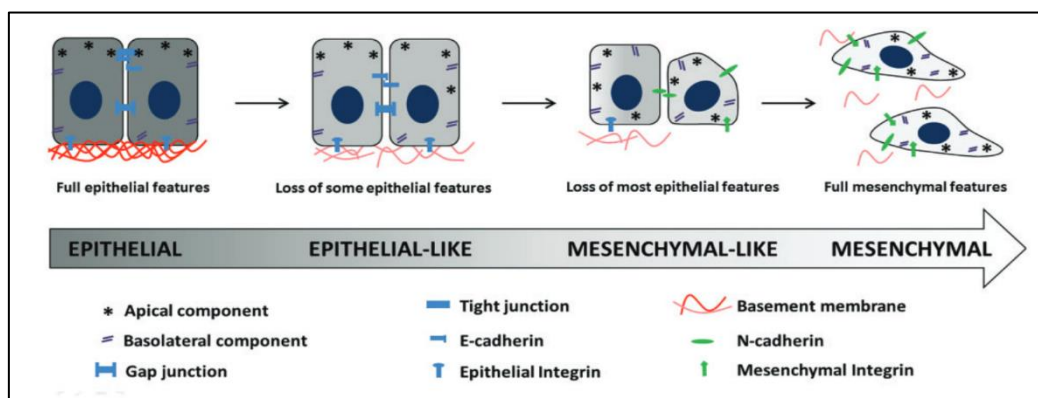 Full epithelial features
Loss of some epithelial features
Loss of most epithelial features
Full mesenchymal features
EPITHELIAL
EPITHELIAL-LIKE
MESENCHYMAL-LIKE
MESENCHYMAL
* Apical component
Basolateral component
Gap junction
Tight junction
E-cadherin
Epithelial Integrin
Basement membrane
N-cadherin
Mesenchymal Integrin